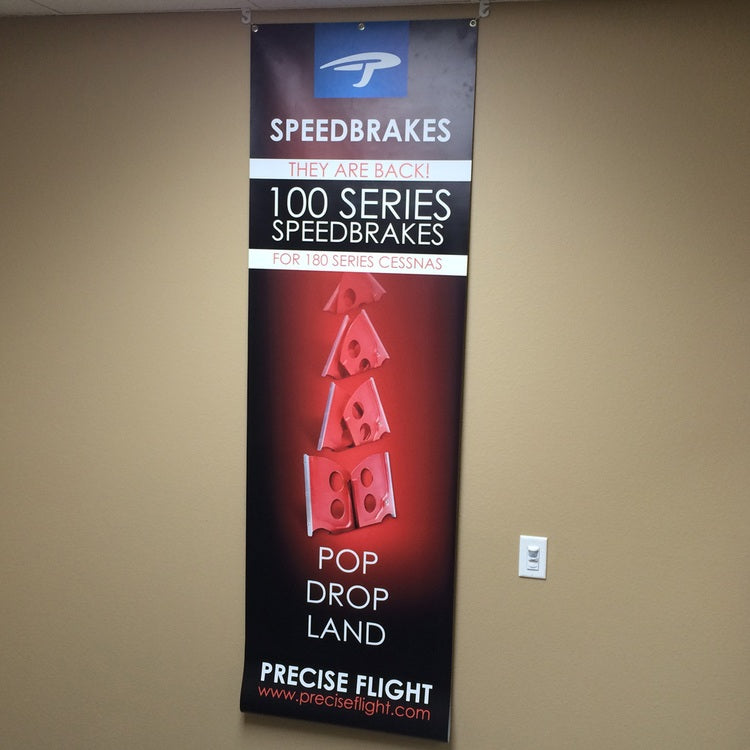 SPEEDBRAKES
THEY ARE BACK!
100 SERIES
SPEEDBRAKES
FOR 180 SERIES CESSNAS
POP
DROP
LAND
PRECISE FLIGHT
www.preciseflight.com